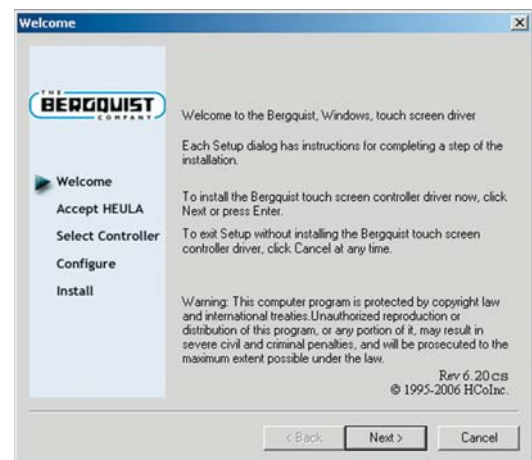 Welcome
THE
BERGQUIST
COMPANY
Welcome
Accept HEULA
Select Controller
Configure
Install
Welcome to the Bergquist, Windows, touch screen driver
Each Setup dialog has instructions for completing a step of the
installation.
To install the Bergquist touch screen controller driver now, click
Next or press Enter.
To exit Setup without installing the Bergquist touch screen
controller driver, click Cancel at any time.
Warning: This computer program is protected by copyright law
and international treaties.Unauthorized reproduction or
distribution of this program, or any portion of it, may result in
severe civil and criminal penalties, and will be prosecuted to the
maximum extent possible under the law.
Rev 6.20cs
© 1995-2006 HCoInc.
< Back
Next >
Cancel